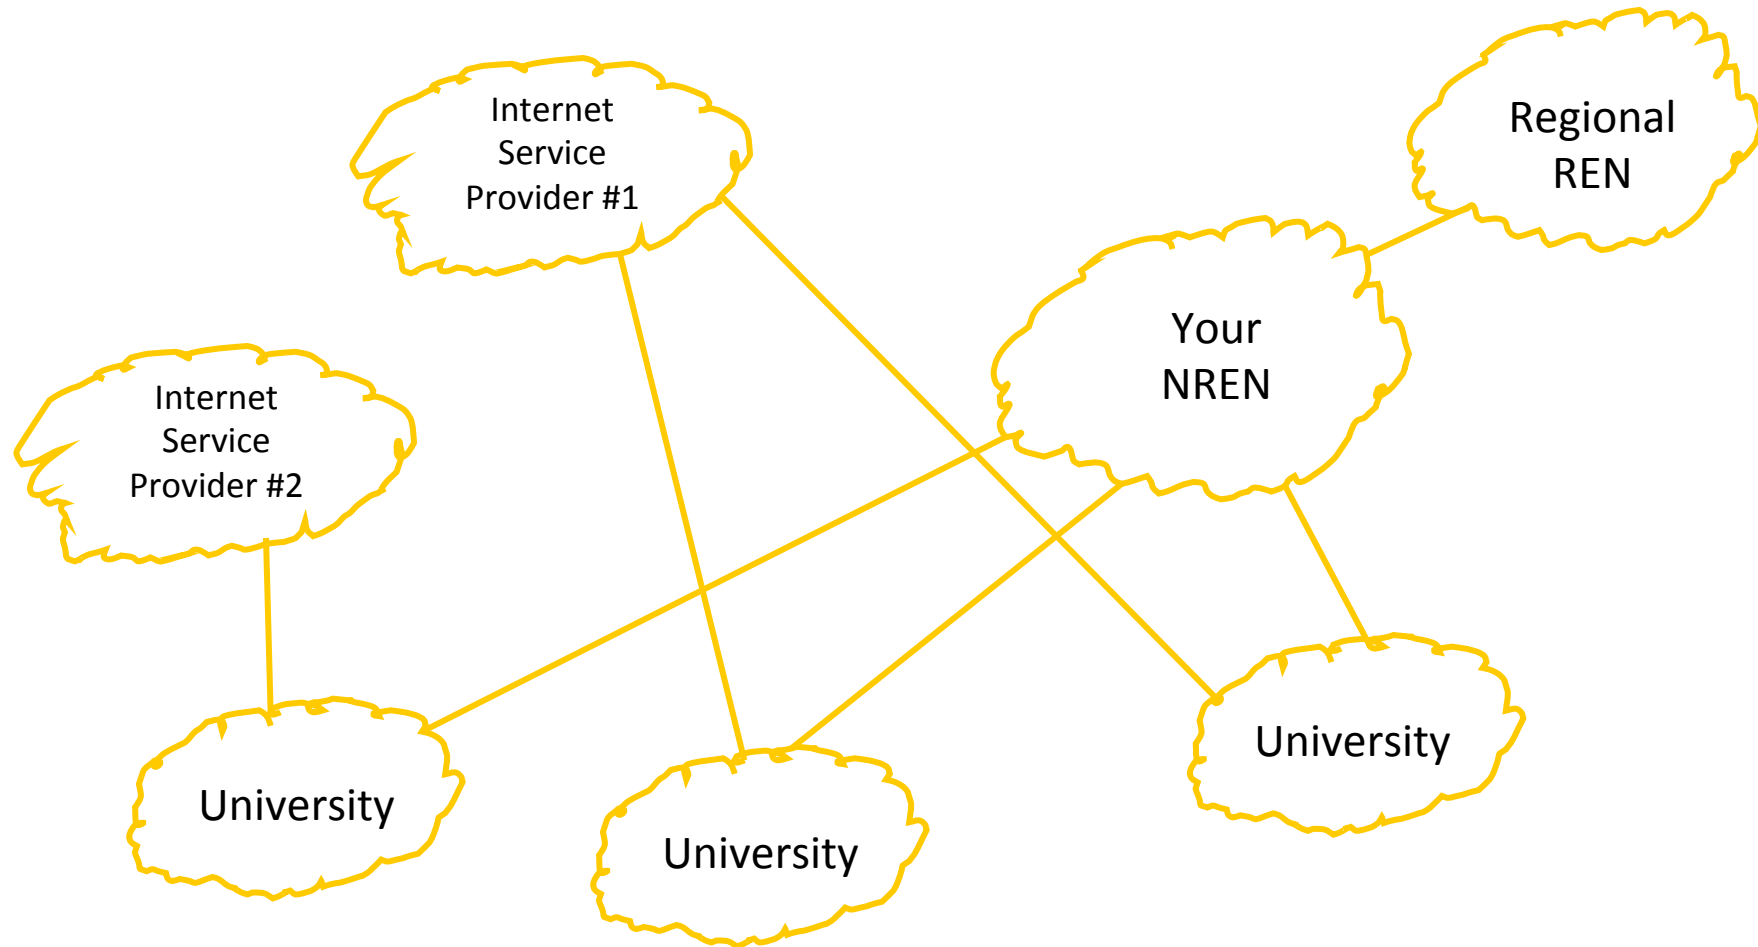 Internet
Service
Provider #1
Regional
REN
Your
NREN
Internet
Service
Provider #2
University
University
University